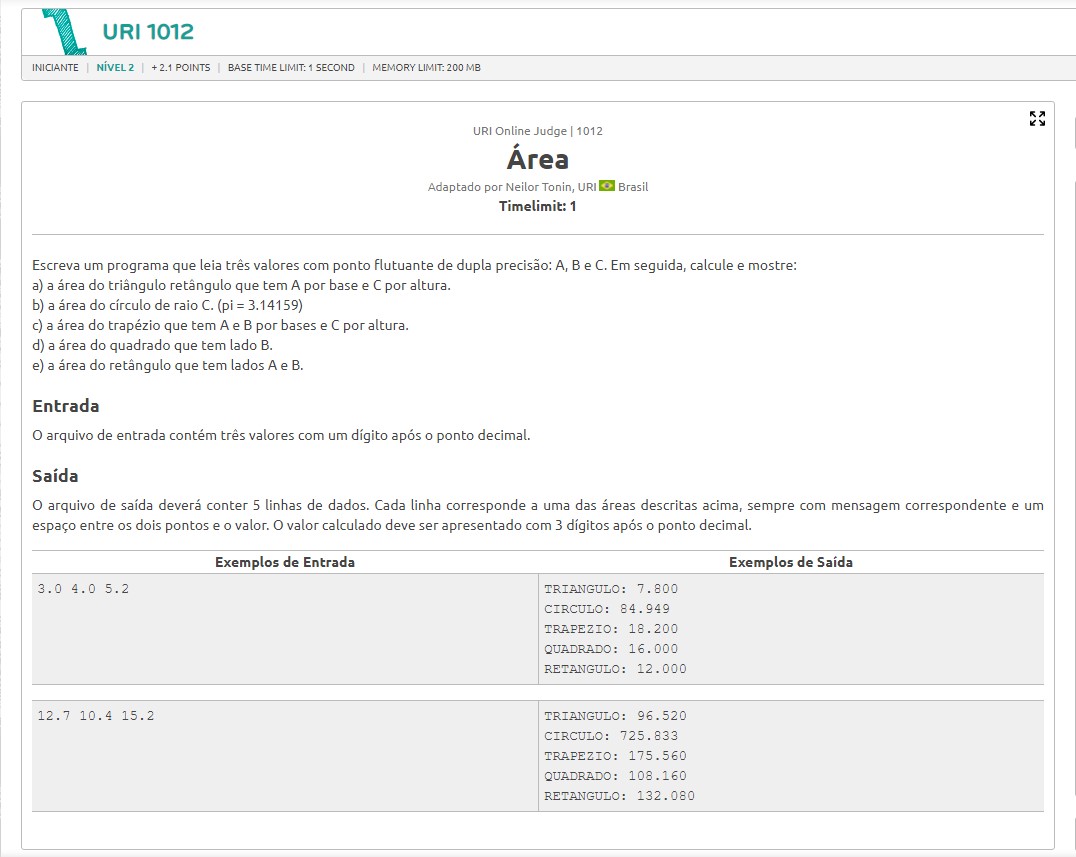 URI 1012
INICIANTE | NÍVEL 2 | + 2.1 POINTS | BASE TIME LIMIT: 1 SECOND | MEMORY LIMIT: 200 MB
URI Online Judge | 1012
Área
Adaptado por Neilor Tonin, URI Brasil
Timelimit: 1
Escreva um programa que leia três valores com ponto flutuante de dupla precisão: A, B e C. Em seguida, calcule e mostre:
a) a área do triângulo retângulo que tem A por base e C por altura.
b) a área do círculo de raio C. (pi = 3.14159)
c) a área do trapézio que tem A e B por bases e C por altura.
d) a área do quadrado que tem lado B.
e) a área do retângulo que tem lados A e B.
Entrada
O arquivo de entrada contém três valores com um dígito após o ponto decimal.
Saída
O arquivo de saída deverá conter 5 linhas de dados. Cada linha corresponde a uma das áreas descritas acima, sempre com mensagem correspondente e um
espaço entre os dois pontos e o valor. O valor calculado deve ser apresentado com 3 dígitos após o ponto decimal.
Exemplos de Entrada Exemplos de Saída
3.0 4.0 5.2
TRIANGULO: 7.800
CIRCULO: 84.949
TRAPEZIO: 18.200
QUADRADO: 16.000
RETANGULO: 12.000
12.7 10.4 15.2
TRIANGULO: 96.520
CIRCULO: 725.833
TRAPEZIO: 175.560
QUADRADO: 108.160
RETANGULO: 132.080